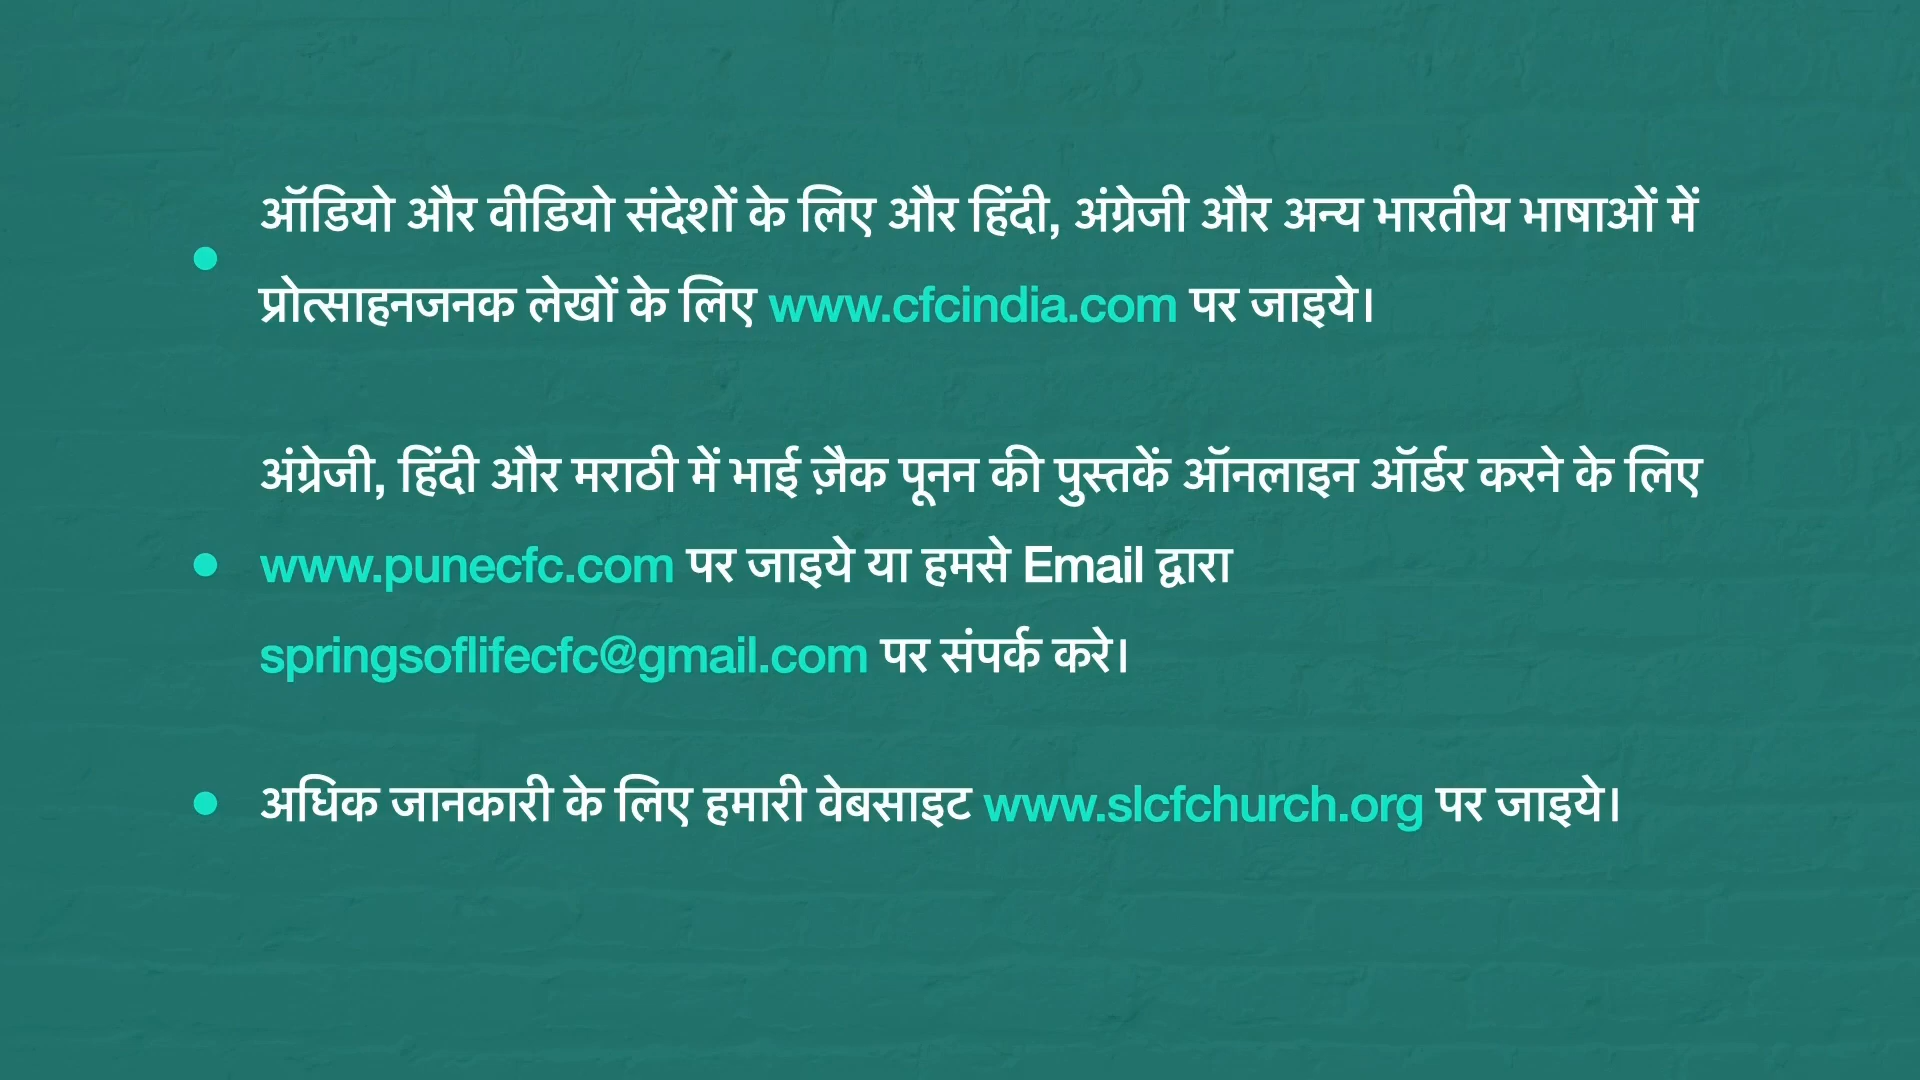 ऑडियो और वीडियो संदेशों के लिए और हिंदी, अंग्रेजी और अन्य भारतीय भाषाओं में
प्रोत्साहनजनक लेखों के लिए www.cfcindia.com पर जाइये।
अंग्रेजी, हिंदी और मराठी में भाई ज़ैक पूनन की पुस्तकें ऑनलाइन ऑर्डर करने के लिए
www.punecfc.com पर जाइये या हमसे Email द्वारा
springsoflifecfc@gmail.com पर संपर्क करे।
अधिक जानकारी के लिए हमारी वेबसाइट www.slcfchurch.org पर जाइये।